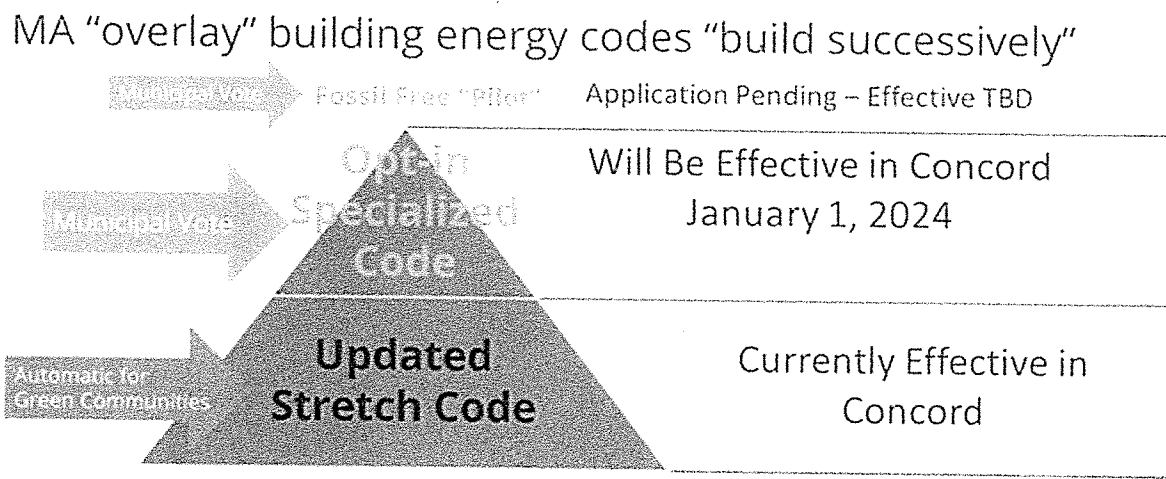 MA “overlay” building energy codes “build successively”
Municipal Vote
Fossil Free “Pilot”
Application Pending – Effective TBD
Opt-in
Specialized
Code
Municipal Vote
Will Be Effective in Concord
January 1, 2024
Automatic for
Green Communities
Updated
Stretch Code
Currently Effective in
Concord